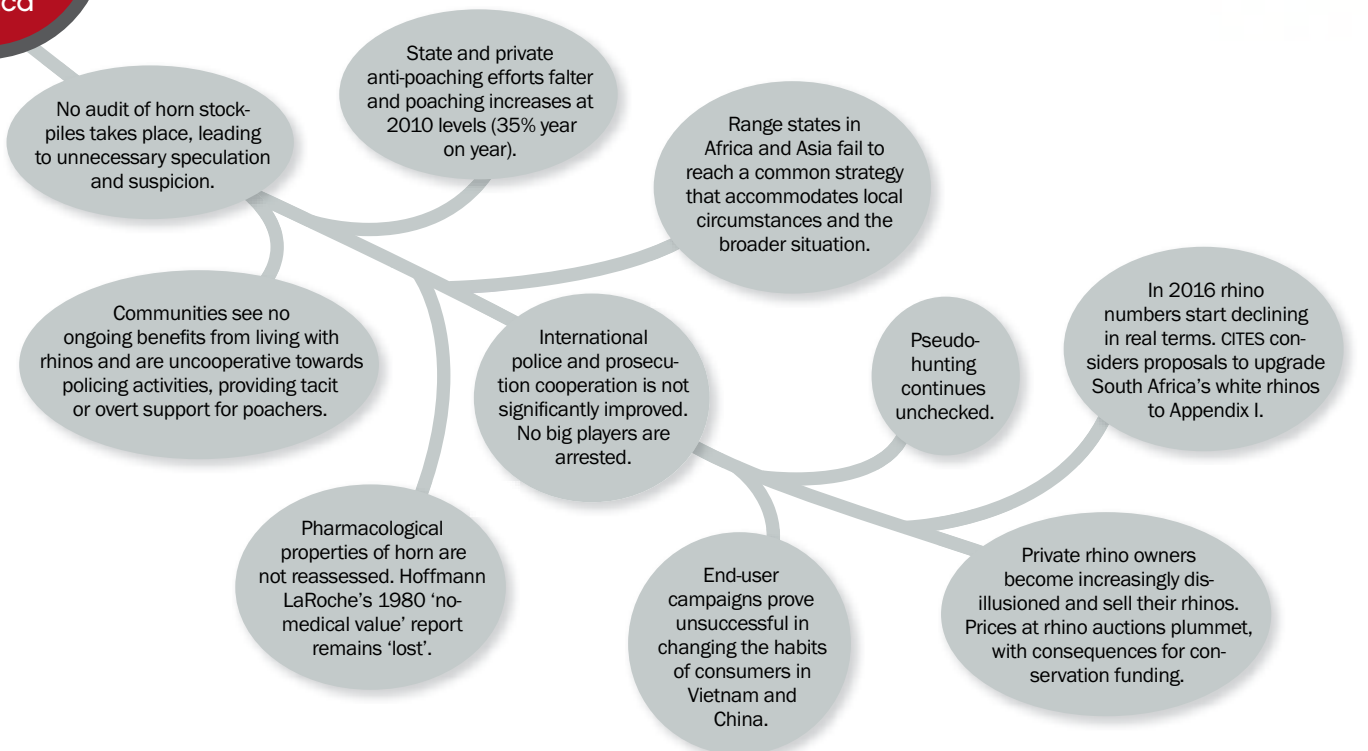 ca
No audit of horn stock-
piles takes place, leading
to unnecessary speculation
and suspicion.
State and private
anti-poaching efforts falter
and poaching increases at
2010 levels (35% year
on year).
Range states in
Africa and Asia fail to
reach a common strategy
that accommodates local
circumstances and the
broader situation.
Communities see no
ongoing benefits from living with
rhinos and are uncooperative towards
policing activities, providing tacit
or overt support for poachers.
International
police and prosecu-
tion cooperation is not
significantly improved.
No big players are
arrested.
Pseudo-
hunting
continues
unchecked.
In 2016 rhino
numbers start declining
in real terms. CITES con-
siders proposals to upgrade
South Africa's white rhinos
to Appendix I.
Pharmacological
properties of horn are
not reassessed. Hoffmann
LaRoche's 1980 'no-
medical value' report
remains 'lost'.
End-user
campaigns prove
unsuccessful in
changing the habits
of consumers in
Vietnam and
China.
Private rhino owners
become increasingly dis-
illusioned and sell their rhinos.
Prices at rhino auctions plummet,
with consequences for con-
servation funding.